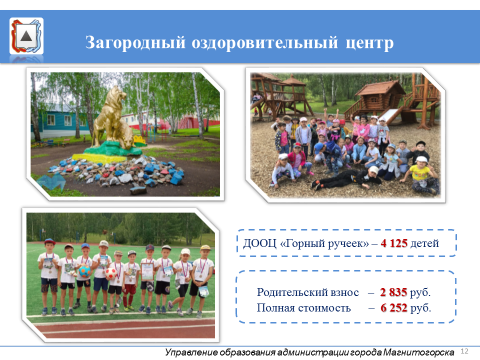 Загородный оздоровительный центр
ДООЦ «Горный ручеек» – 4 125 детей
Родительский взнос – 2 835 руб.
Полная стоимость – 6 252 руб.
Управление образования администрации города Магнитогорска 12